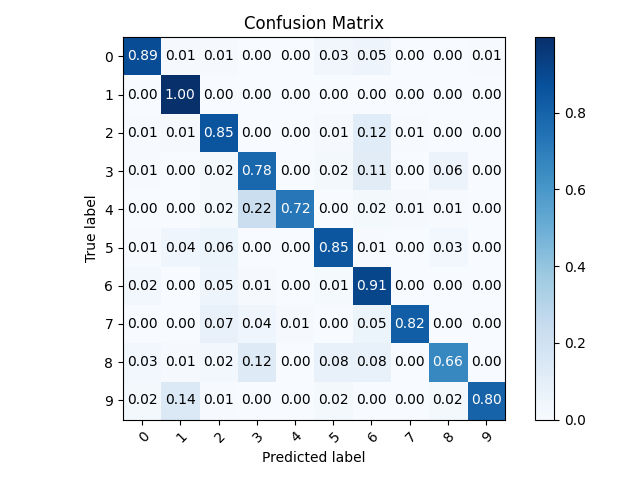 Confusion Matrix
0 0.89 0.01 0.01 0.00 0.00 0.03 0.05 0.00 0.00 0.01
1 0.00 1.00 0.00 0.00 0.00 0.00 0.00 0.00 0.00 0.00
2 0.01 0.01 0.85 0.00 0.00 0.01 0.12 0.01 0.00 0.00
3 0.01 0.00 0.02 0.78 0.00 0.02 0.11 0.00 0.06 0.00
4 0.00 0.00 0.02 0.22 0.72 0.00 0.02 0.01 0.01 0.00
5 0.01 0.04 0.06 0.00 0.00 0.85 0.01 0.00 0.03 0.00
6 0.02 0.00 0.05 0.01 0.00 0.01 0.91 0.00 0.00 0.00
7 0.00 0.00 0.07 0.04 0.01 0.00 0.05 0.82 0.00 0.00
8 0.03 0.01 0.02 0.12 0.00 0.08 0.08 0.00 0.66 0.00
9 0.02 0.14 0.01 0.00 0.00 0.02 0.00 0.00 0.02 0.80
0 1 2 3 4 5 6 7 8 9
Predicted label
True label
0.8
0.6
0.4
0.2
0.0